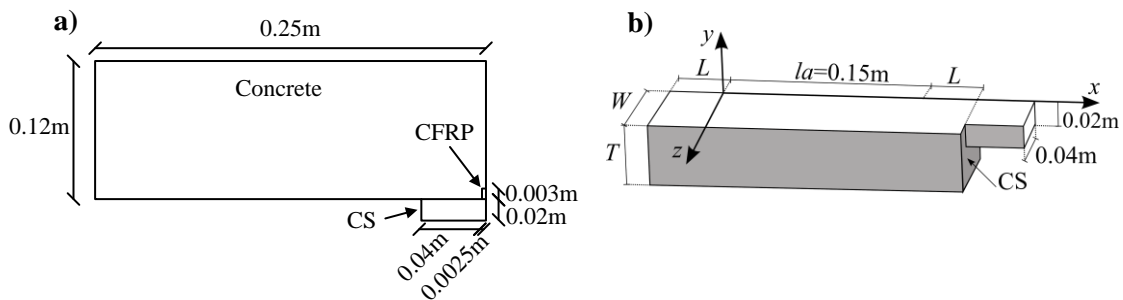 a)
0.25m
Concrete
0.12m
CFRP
CS
0.003m
0.02m
0.04m
0.0025m
b)
y
L
la=0.15m
L
x
W
0.02m
T
z
0.04m
CS